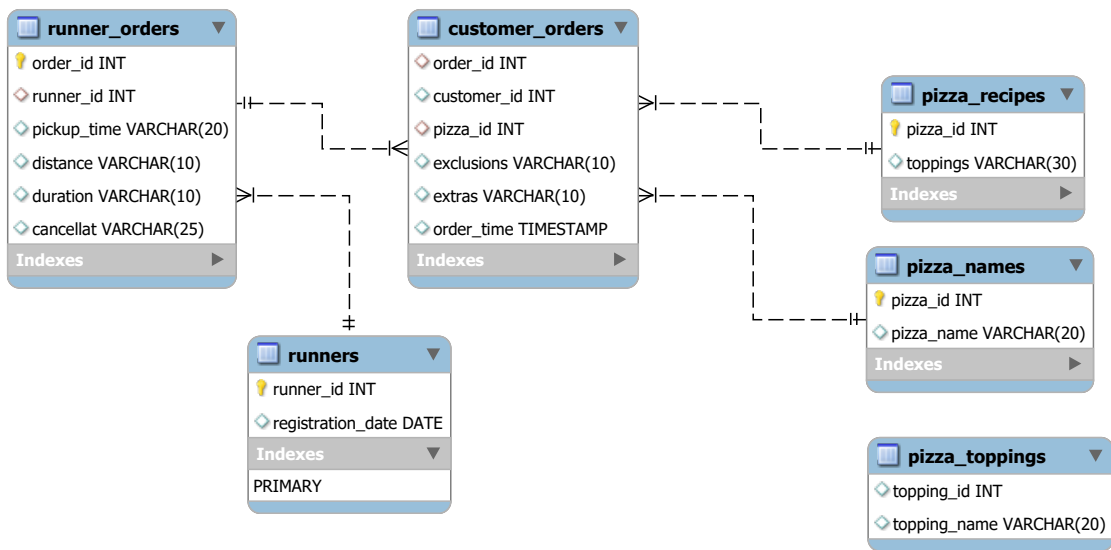 runner_orders
order_id INT
runner_id INT
pickup_time VARCHAR(20)
distance VARCHAR(10)
duration VARCHAR(10)
cancellat VARCHAR(25)
Indexes
customer_orders
order_id INT
customer_id INT
pizza_id INT
exclusions VARCHAR(10)
extras VARCHAR(10)
order_time TIMESTAMP
Indexes
pizza_recipes
pizza_id INT
toppings VARCHAR(30)
Indexes
pizza_names
pizza_id INT
pizza_name VARCHAR(20)
Indexes
runners
runner_id INT
registration_date DATE
Indexes
PRIMARY
pizza_toppings
topping_id INT
topping_name VARCHAR(20)